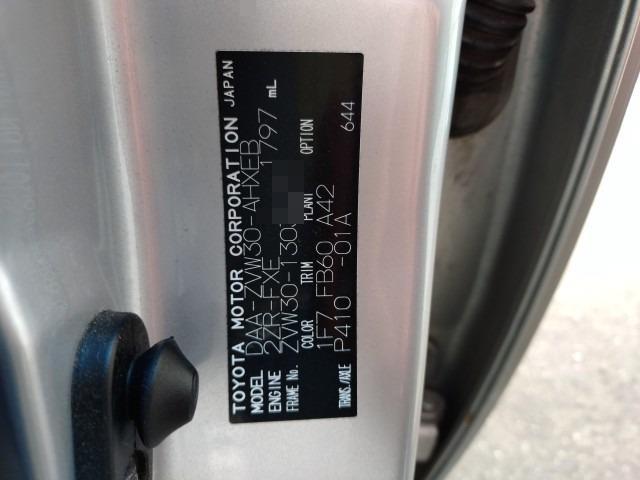 TOYOTA MOTOR CORPORATION JAPAN
MODEL DAA-ZVW30-AHXEB
ENGINE 2ZR-FXE 1797 mL
FRAME No. ZVW30-130
COLOR TRIM PLANT OPTION
1F7 FB60 A42 644
TRANS./AXLE P410 -01A